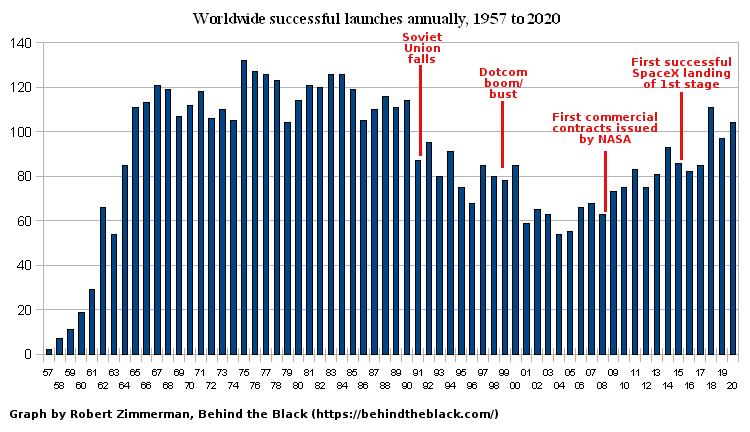 Worldwide successful launches annually, 1957 to 2020
140
120
100
80
60
40
20
0
Soviet
Union
falls
Dotcom
boom/
bust
First commercial
contracts issued
by NASA
First successful
SpaceX landing
of 1st stage
57 59 61 63 65 67 69 71 73 75 77 79 81 83 85 87 89 91 93 95 97 99 01 03 05 07 09 11 13 15 17 19
58 60 62 64 66 68 70 72 74 76 78 80 82 84 86 88 90 92 94 96 98 00 02 04 06 08 10 12 14 16 18 20
Graph by Robert Zimmerman, Behind the Black (https://behindtheblack.com/)